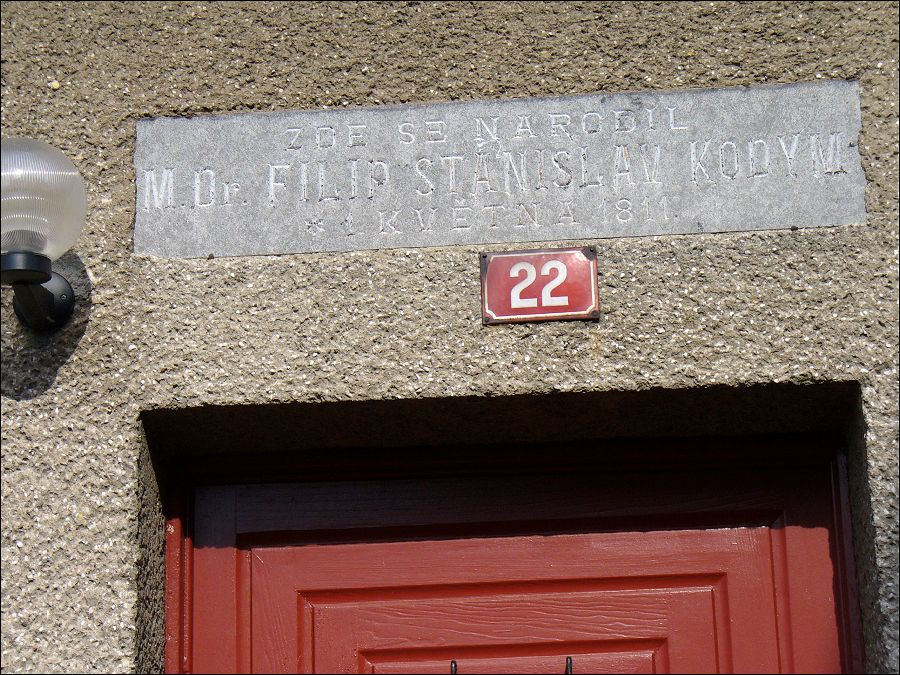 ZDE SE NARODIL
M.Dr. FILIP STANISLAV KODYM
* 1. KVĚTNA 1811.
22